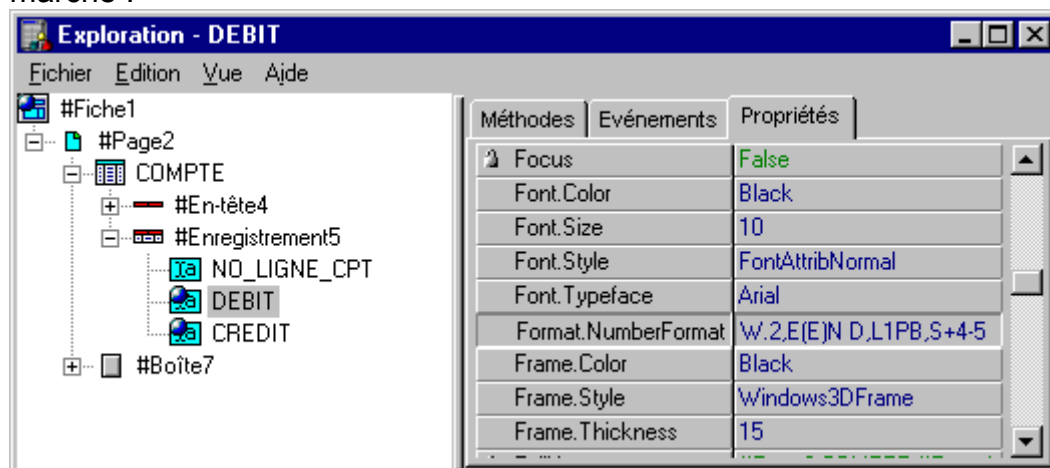 marche :
Exploration - DEBIT
Fichier Edition Vue Aide
#Fiche1
#Page2
COMPTE
#En-tête4
#Enregistrement5
NO_LIGNE_CPT
DEBIT
CREDIT
#Boîte7
Méthodes Evénements Propriétés
Focus False
Font.Color Black
Font.Size 10
Font.Style FontAttribNormal
Font.Typeface Arial
Format.NumberFormat W.2,E(E)N D,L1PB,S+4-5
Frame.Color Black
Frame.Style Windows3DFrame
Frame.Thickness 15